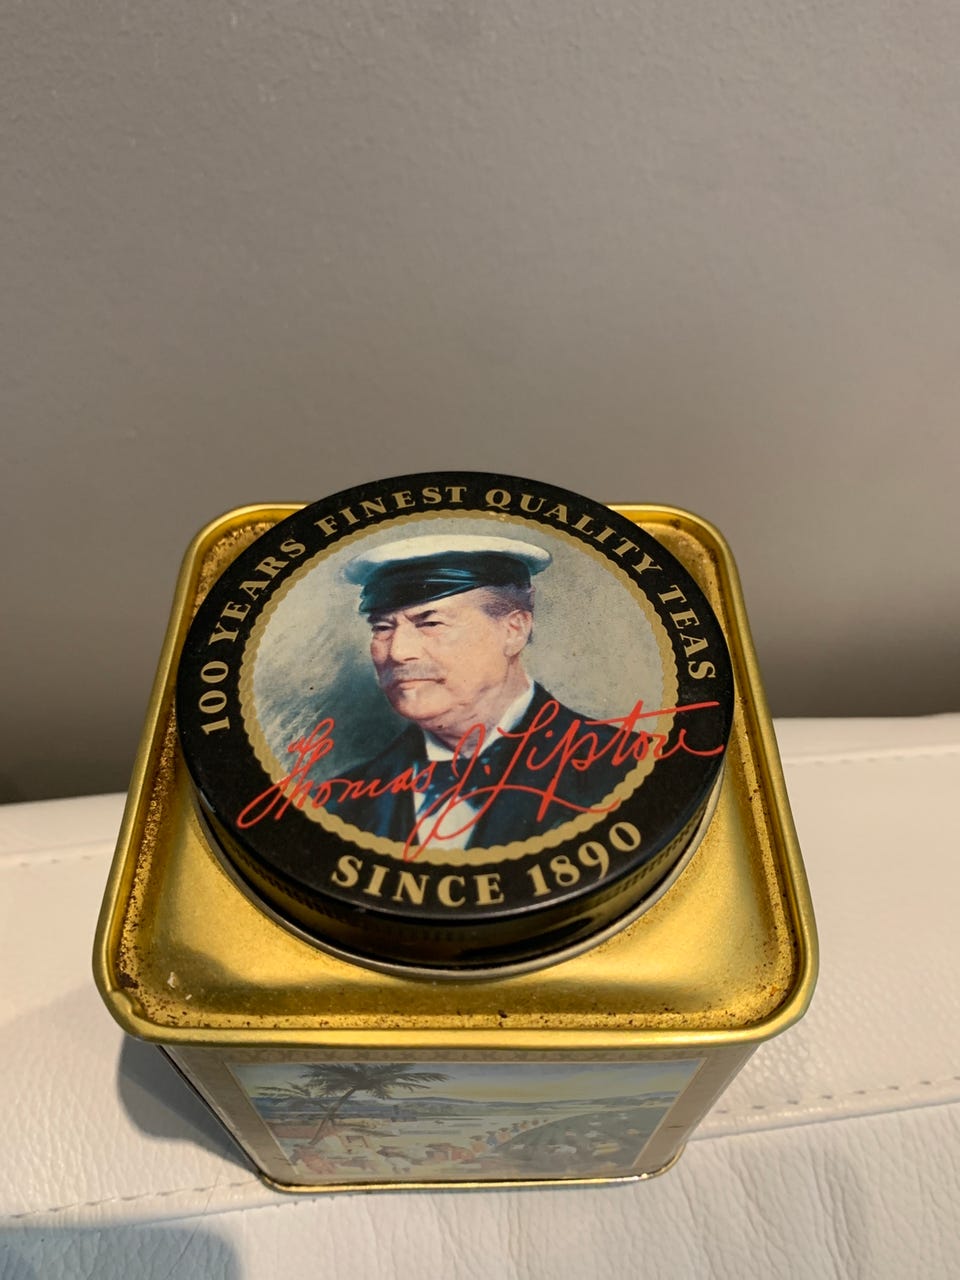 100 YEARS FINEST QUALITY TEAS
Thomas J. Lipton
SINCE 1890